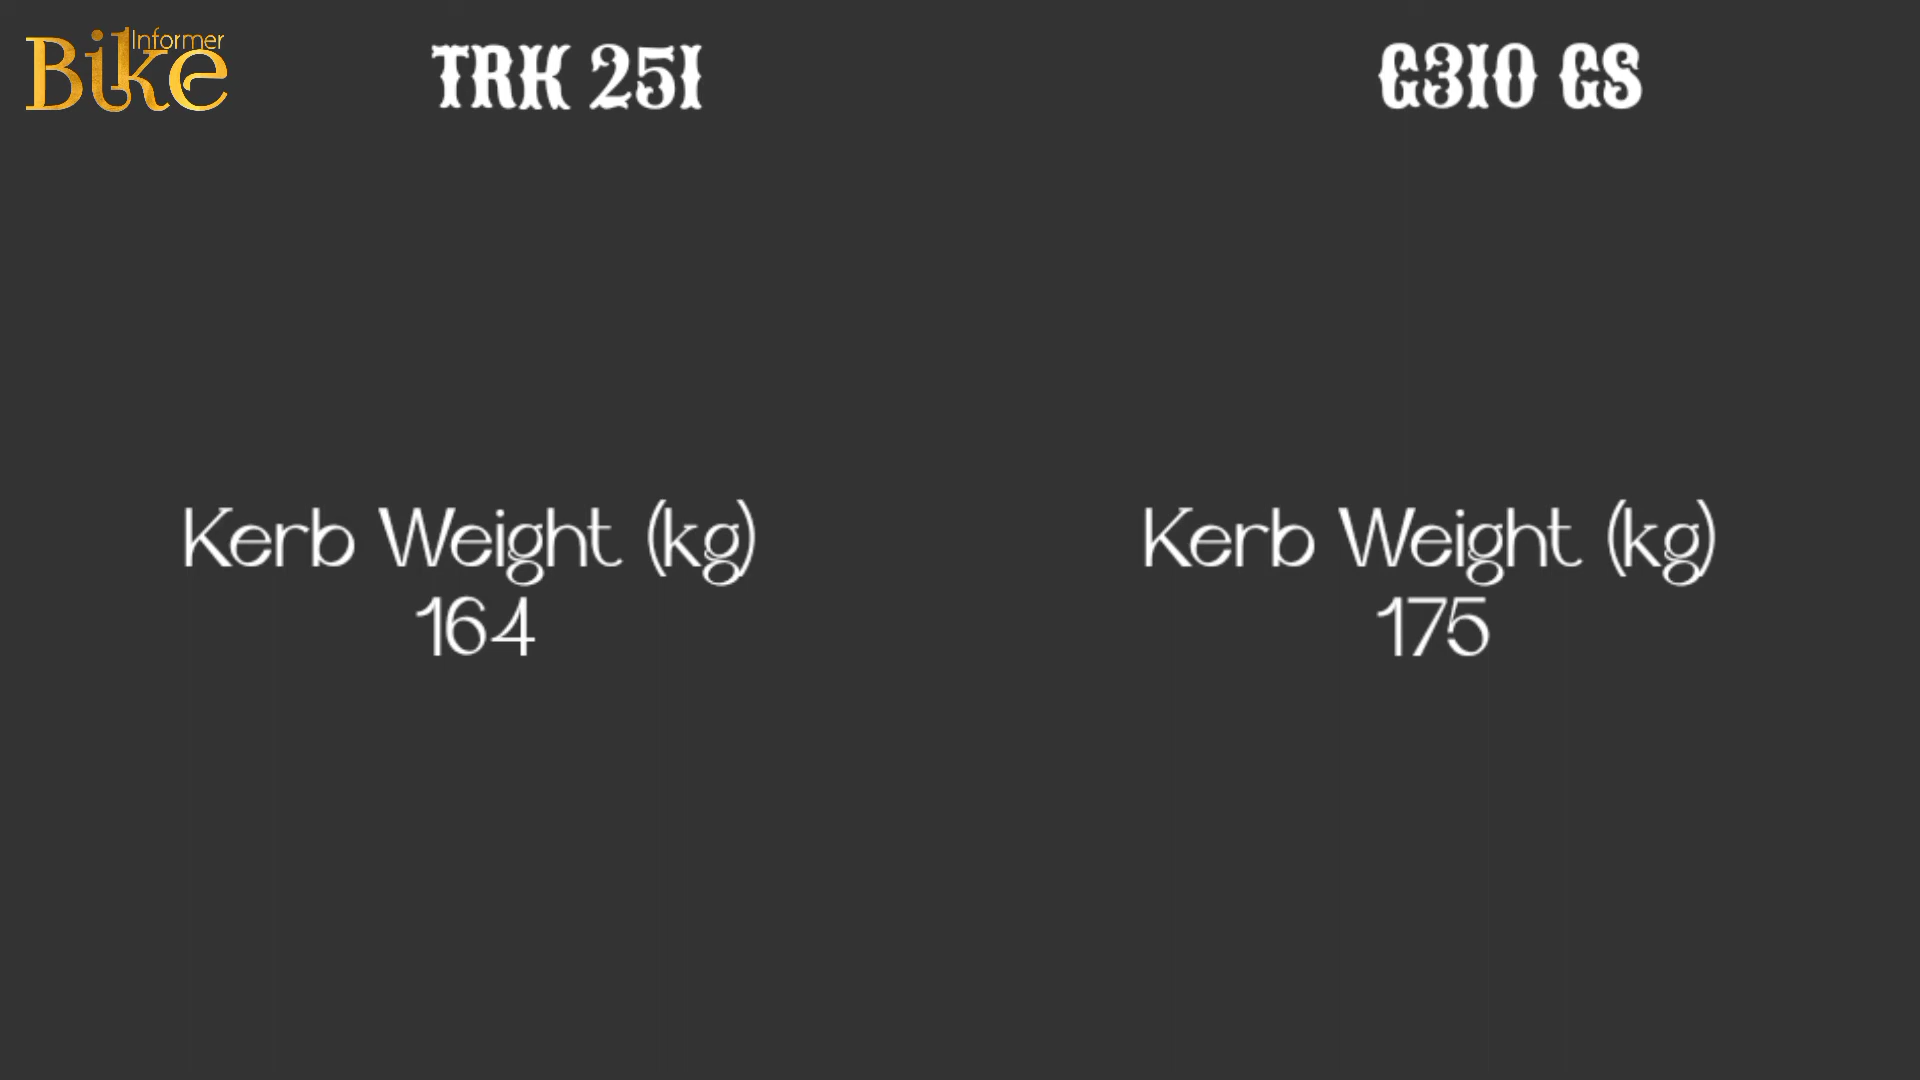 Bike Informer
TRK 251
G310 GS
Kerb Weight (kg)
164
Kerb Weight (kg)
175